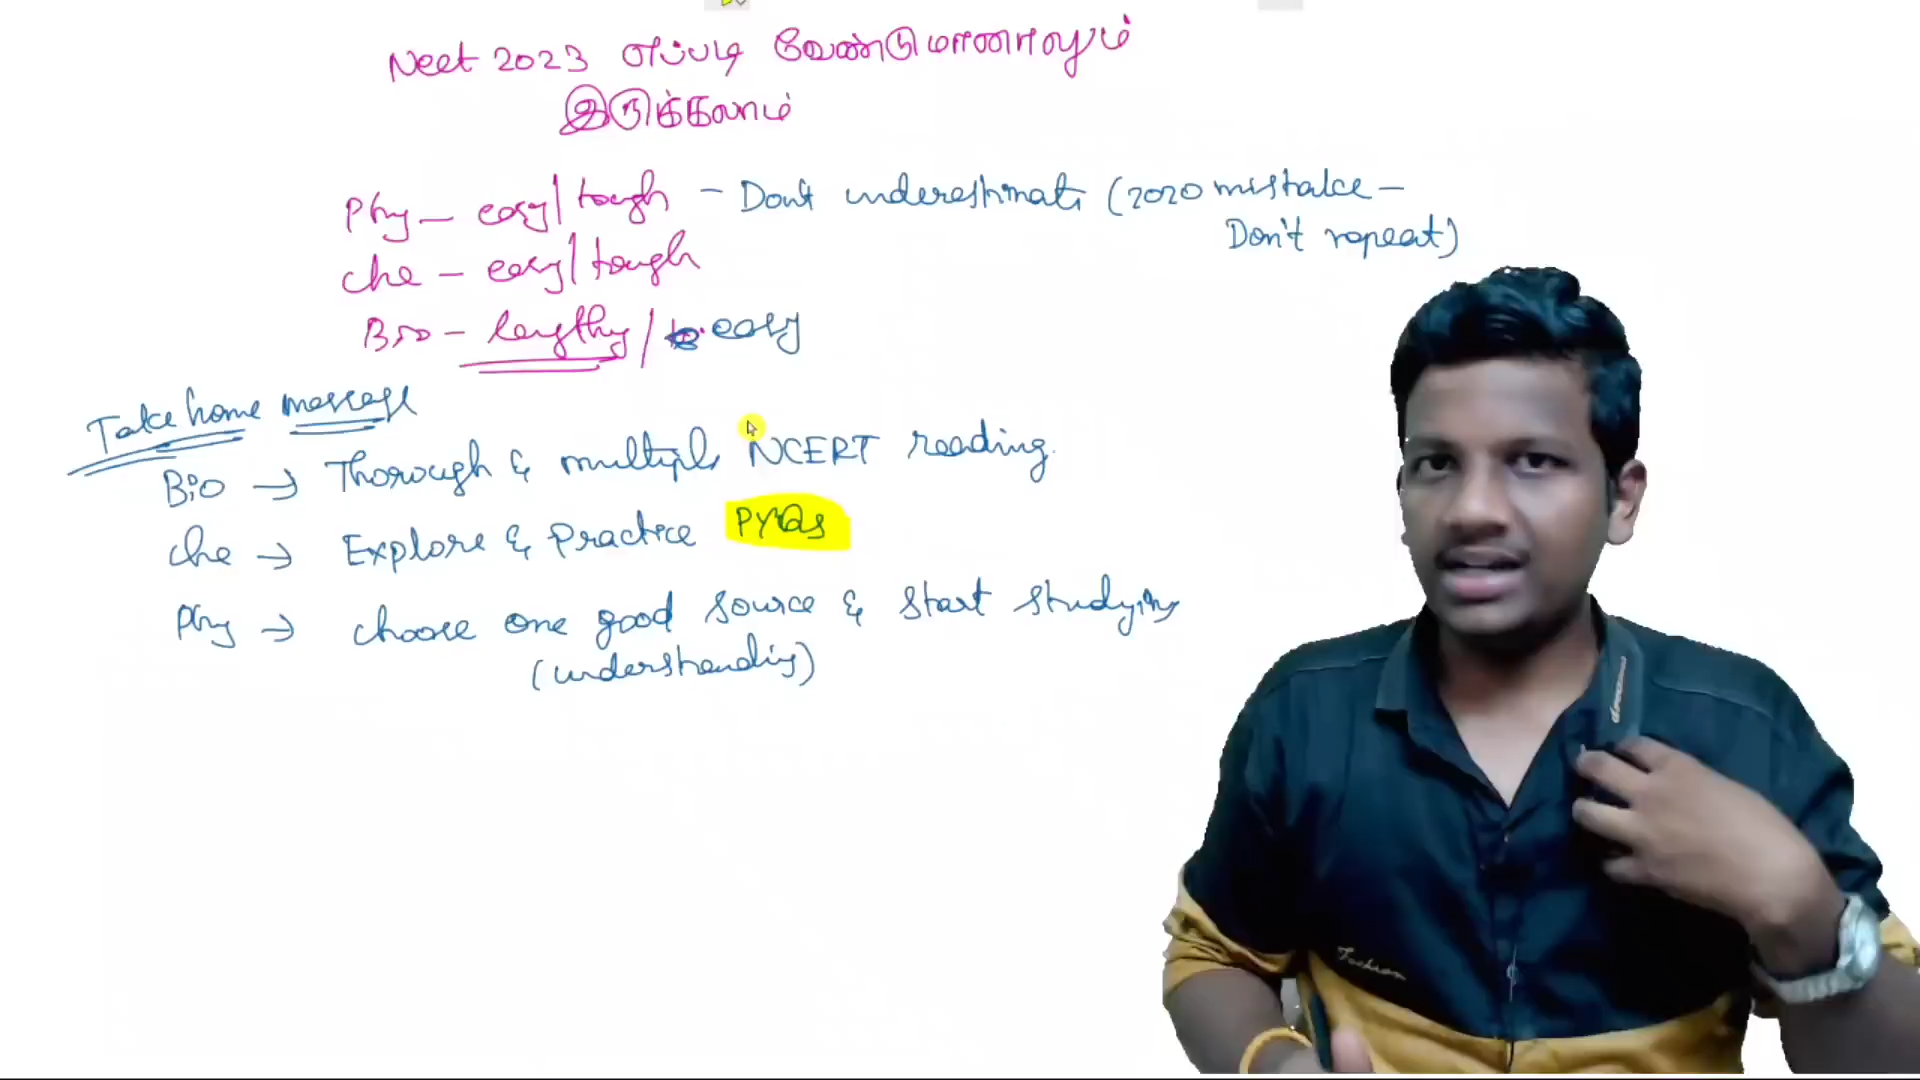 Neet 2023 எப்படி வேண்டுமானாலும்
இருக்கலாம்
Phy - easy/tough - Don't underestimate (2020 mistake -
Don't repeat)
Che - easy/tough
Bio - lengthy / easy
Take home message
Bio → Thorough & multiple NCERT reading.
Che → Explore & Practice PYQs
Phy → choose one good source & start studying
(understanding)
Fashion